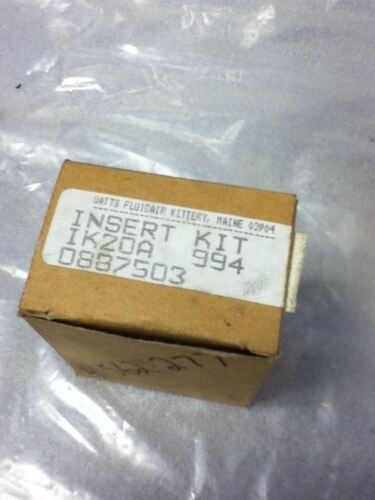 WATTS FLUIDAIR KITTERY, MAINE 03904
INSERT KIT
IK20A 994
0887503